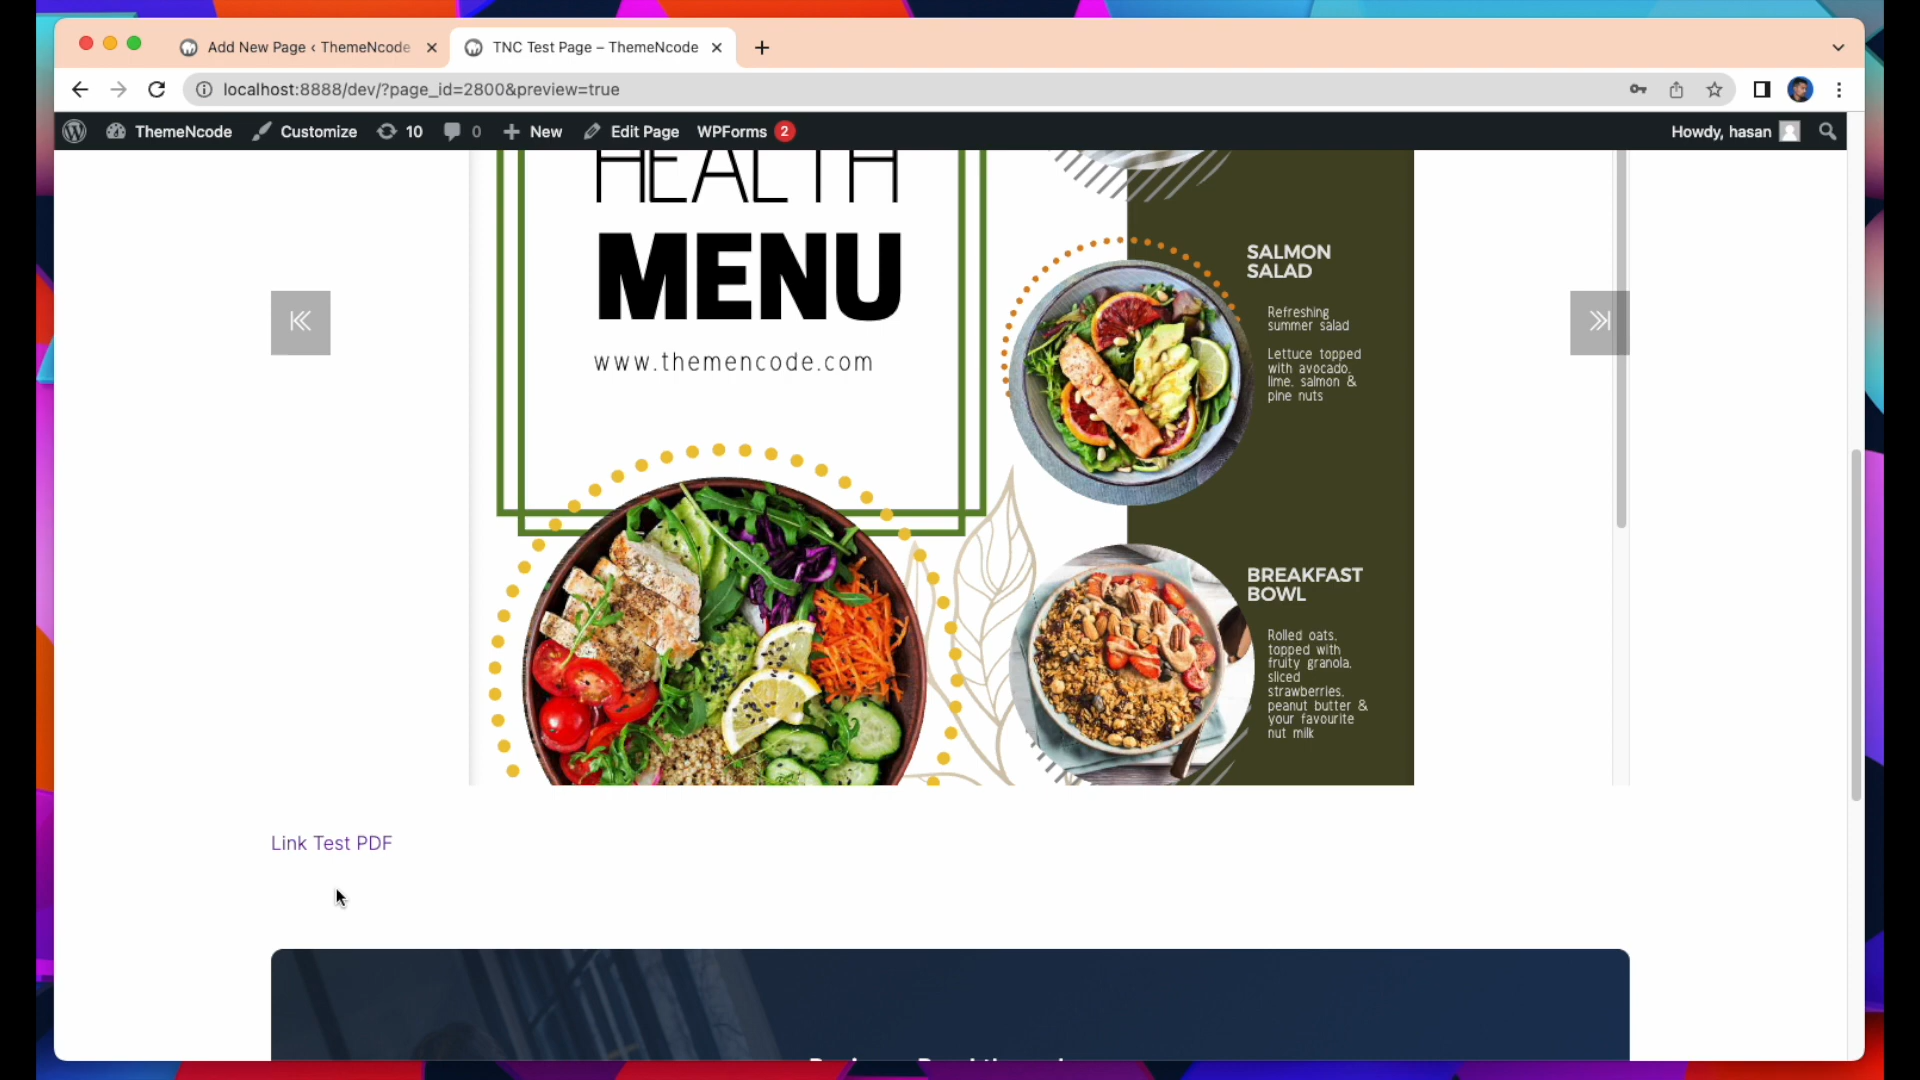 Add New Page ‹ ThemeNcode
TNC Test Page – ThemeNcode
localhost:8888/dev/?page_id=2800&preview=true
ThemeNcode
Customize
10
0
New
Edit Page
WPForms 2
Howdy, hasan
HEALTH
MENU
www.themencode.com
SALMON
SALAD
Refreshing
summer salad
Lettuce topped
with avocado,
lime, salmon &
pine nuts
BREAKFAST
BOWL
Rolled oats,
topped with
fruity granola,
sliced
strawberries,
peanut butter &
your favourite
nut milk
Link Test PDF